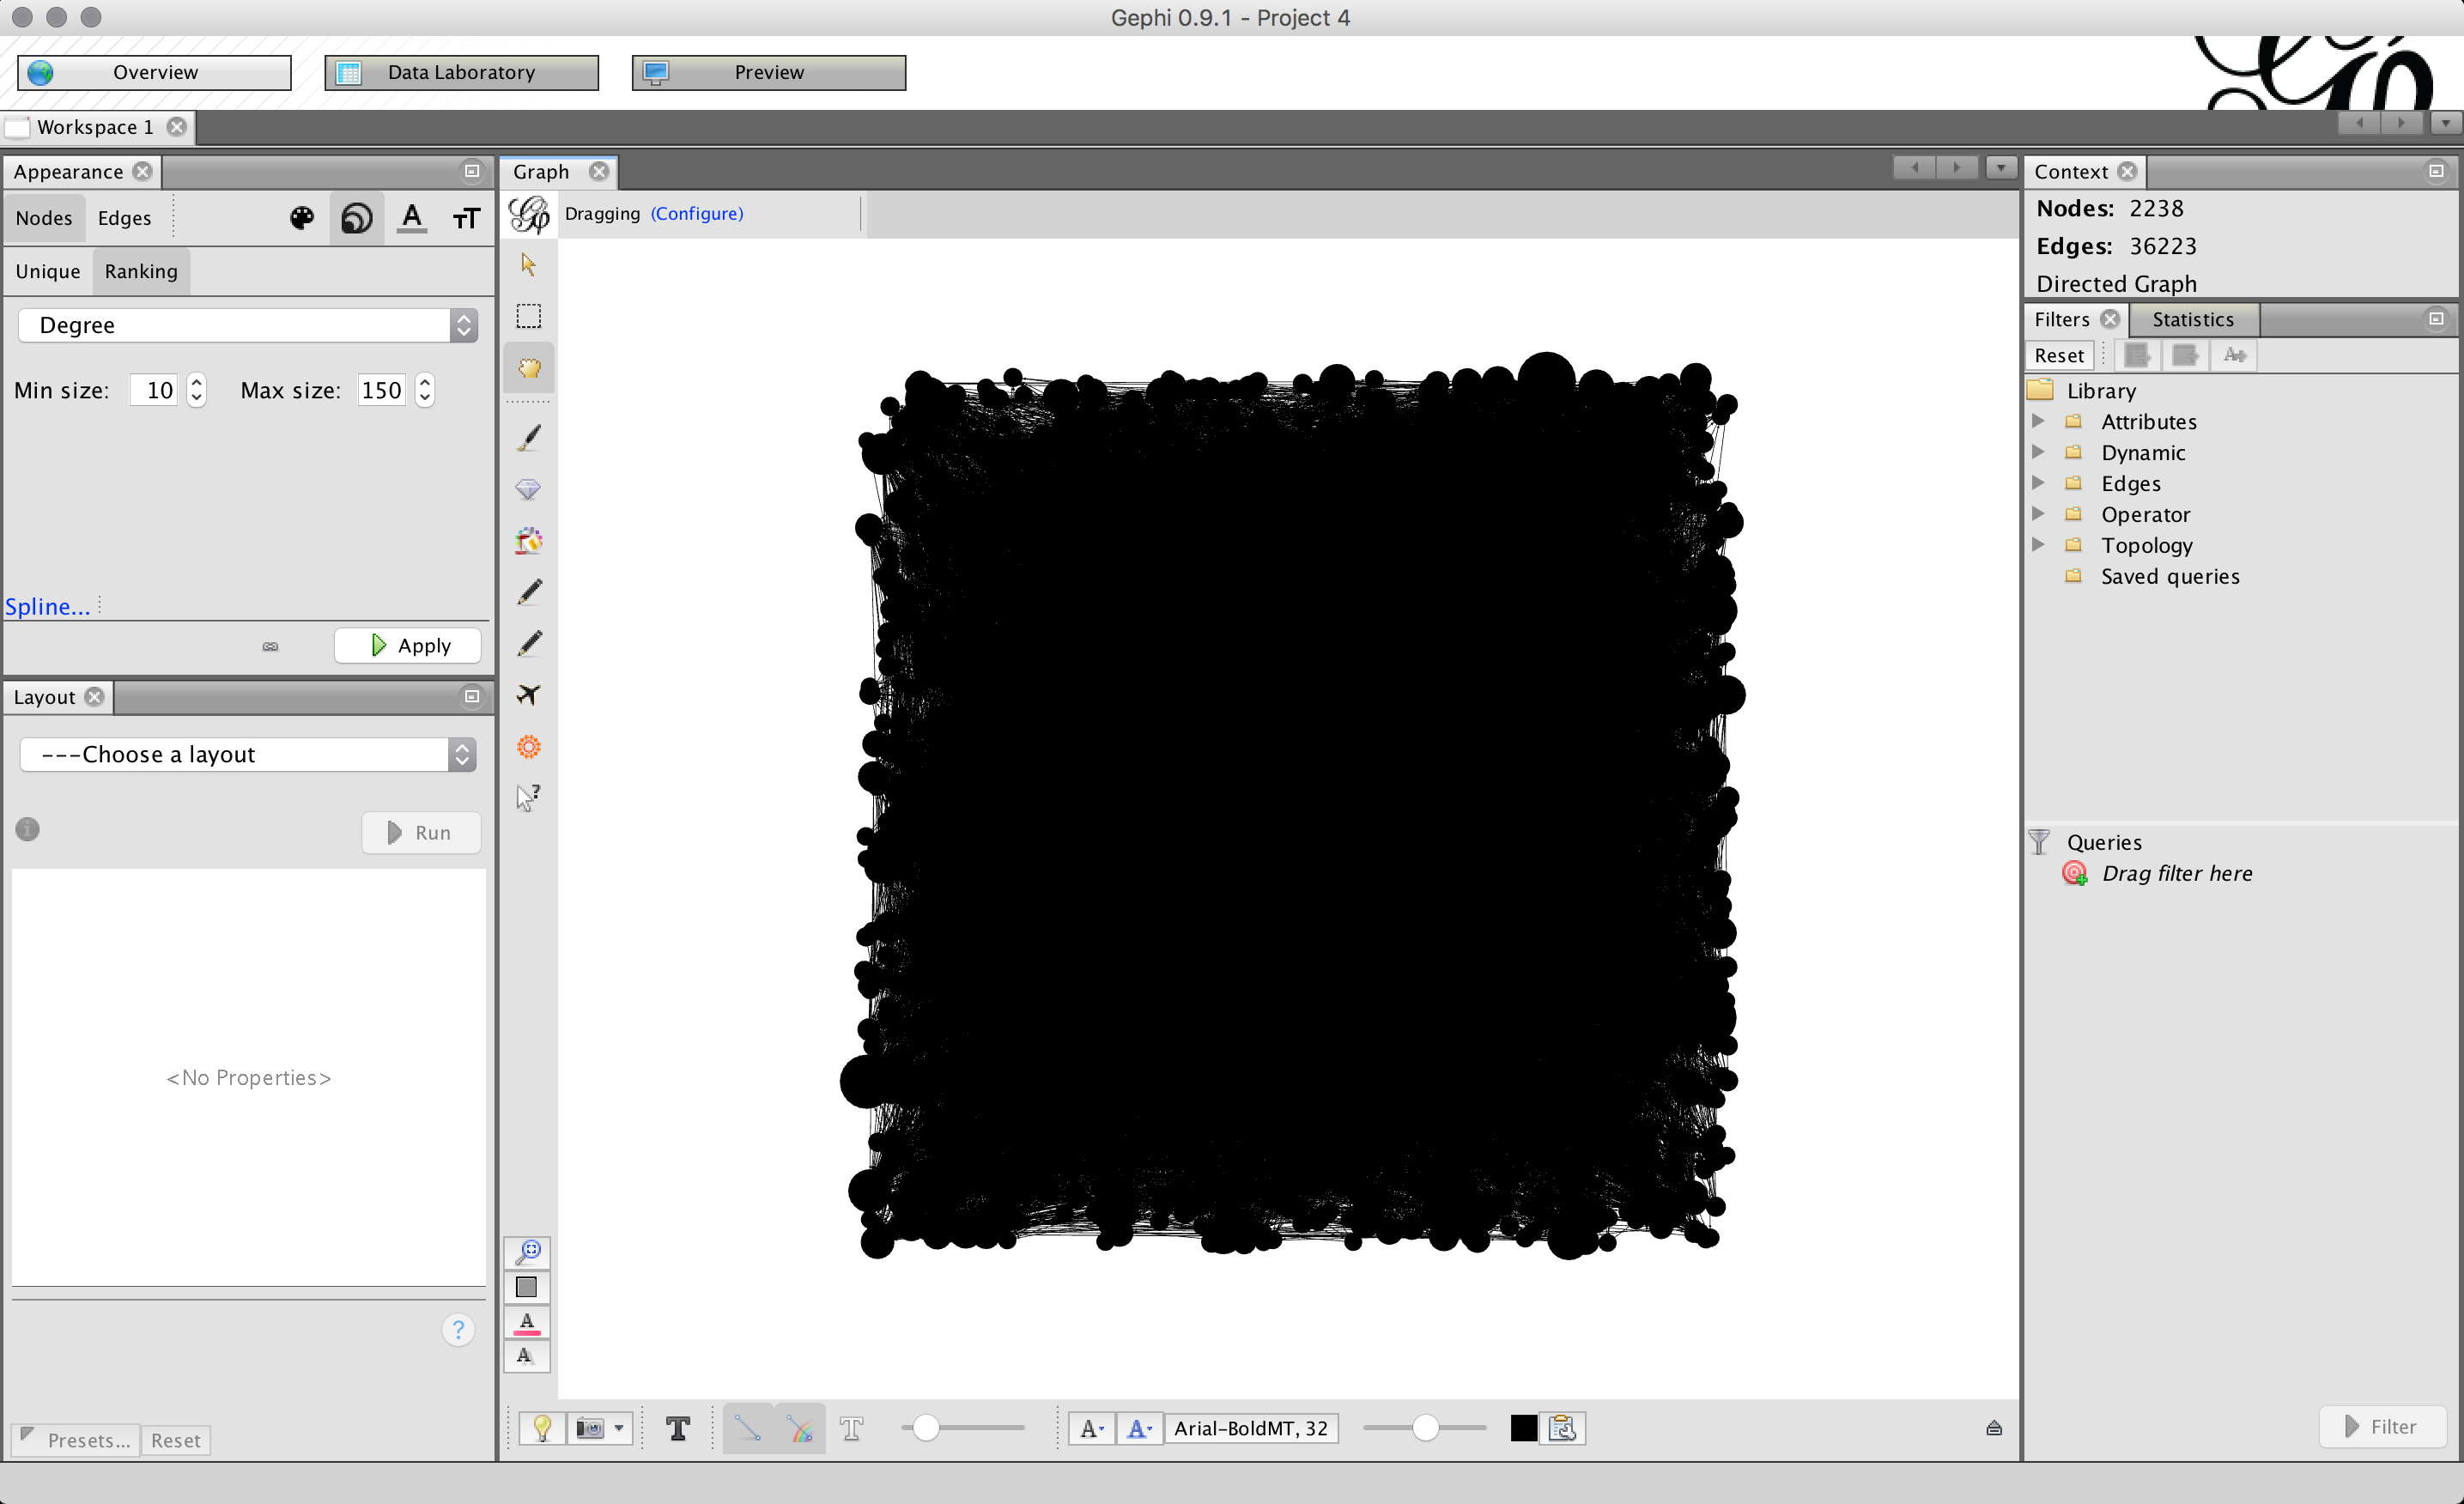 Gephi 0.9.1 - Project 4
Overview
Data Laboratory
Preview
Workspace 1
Appearance
Nodes Edges
Unique Ranking
Degree
Min size: 10 Max size: 150
Spline...
Apply
Layout
---Choose a layout
Run
<No Properties>
?
Presets... Reset
Graph
Dragging (Configure)
Arial-BoldMT, 32
Context
Nodes: 2238
Edges: 36223
Directed Graph
Filters Statistics
Reset
Library
Attributes
Dynamic
Edges
Operator
Topology
Saved queries
Queries
Drag filter here
Filter